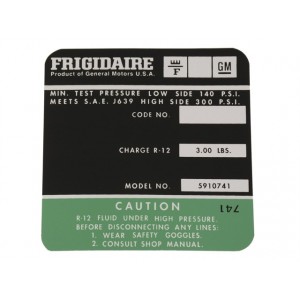 FRIGIDAIRE
Product of General Motors U.S.A.
F
GM
MIN. TEST PRESSURE LOW SIDE 140 P.S.I.
MEETS S.A.E. J639 HIGH SIDE 300 P.S.I.
CODE NO.
CHARGE R-12 3.00 LBS.
MODEL NO. 5910741
CAUTION
741
R-12 FLUID UNDER HIGH PRESSURE.
BEFORE DISCONNECTING ANY LINES:
1. WEAR SAFETY GOGGLES.
2. CONSULT SHOP MANUAL.